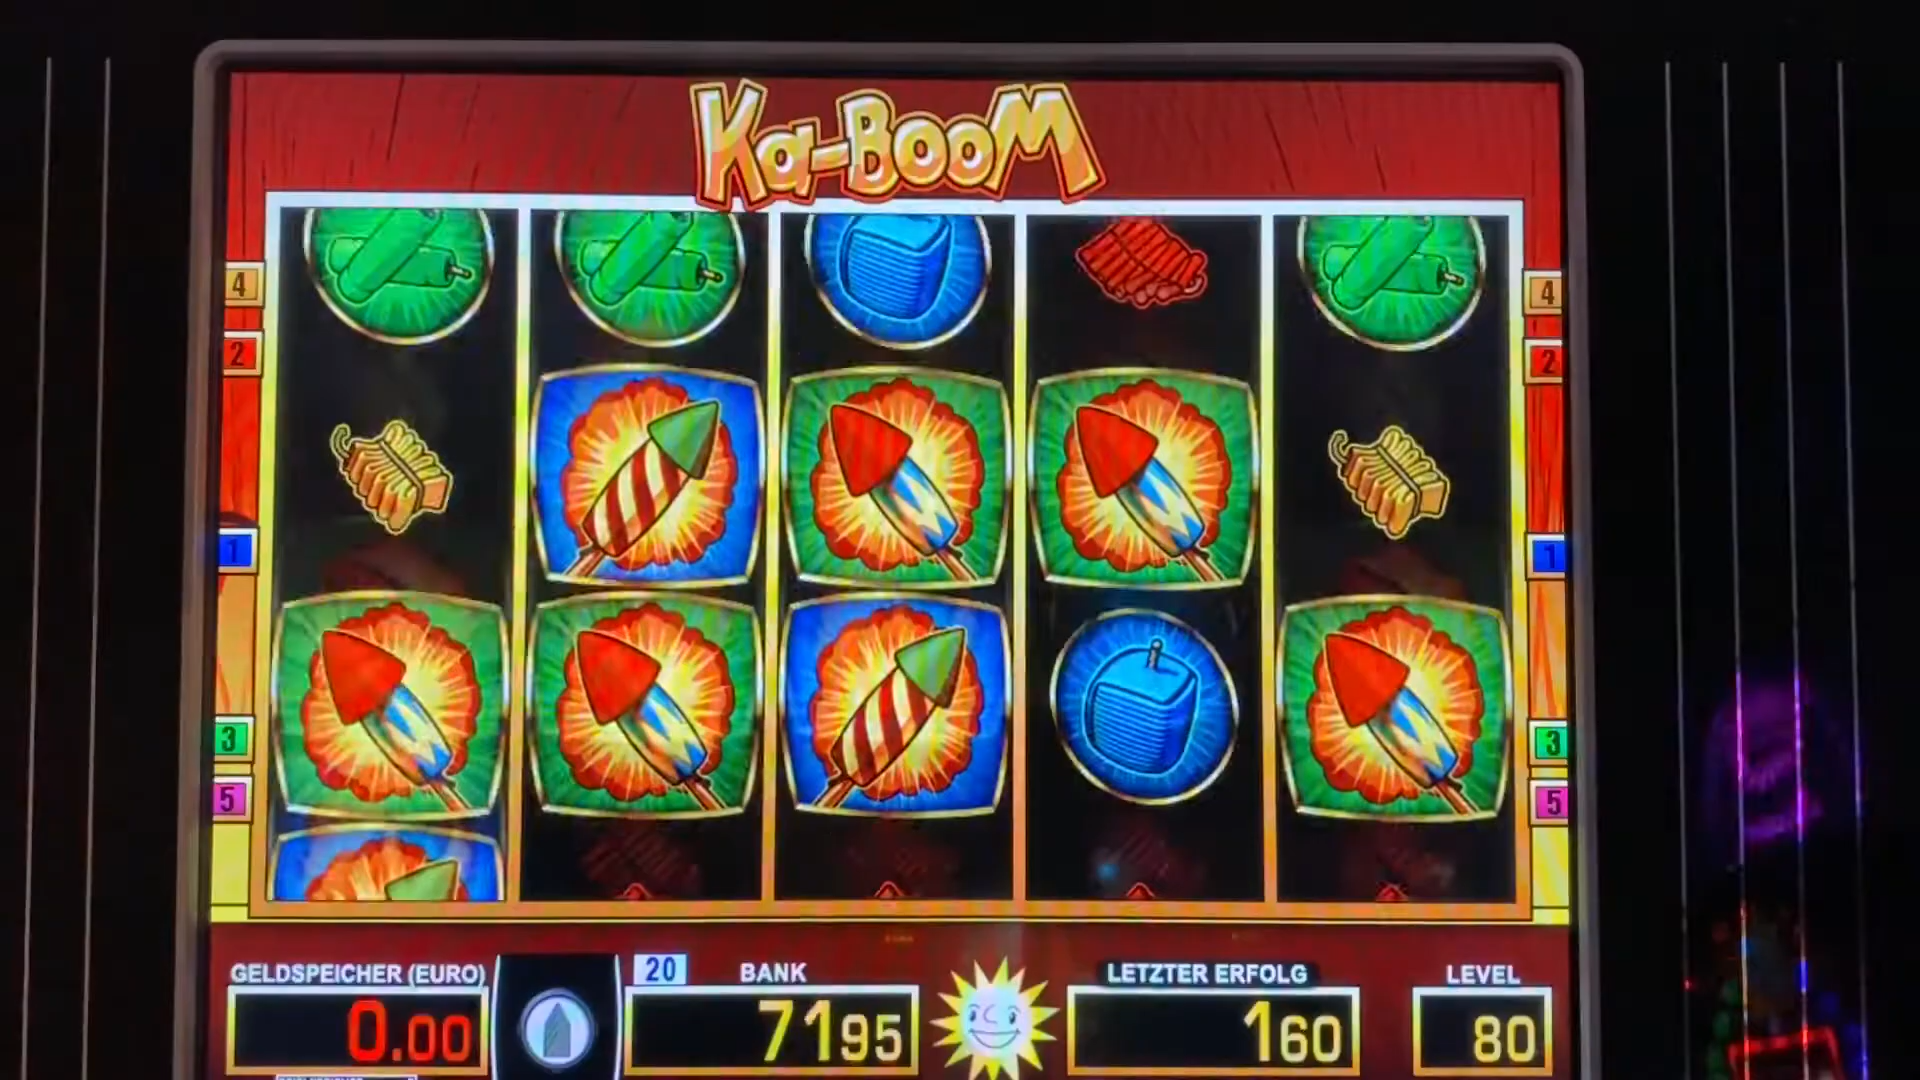 Ka-Boom
4 4
2 2
1 1
3 3
5 5
GELDSPEICHER (EURO) 20 BANK LETZTER ERFOLG LEVEL
0.00 7195 160 80